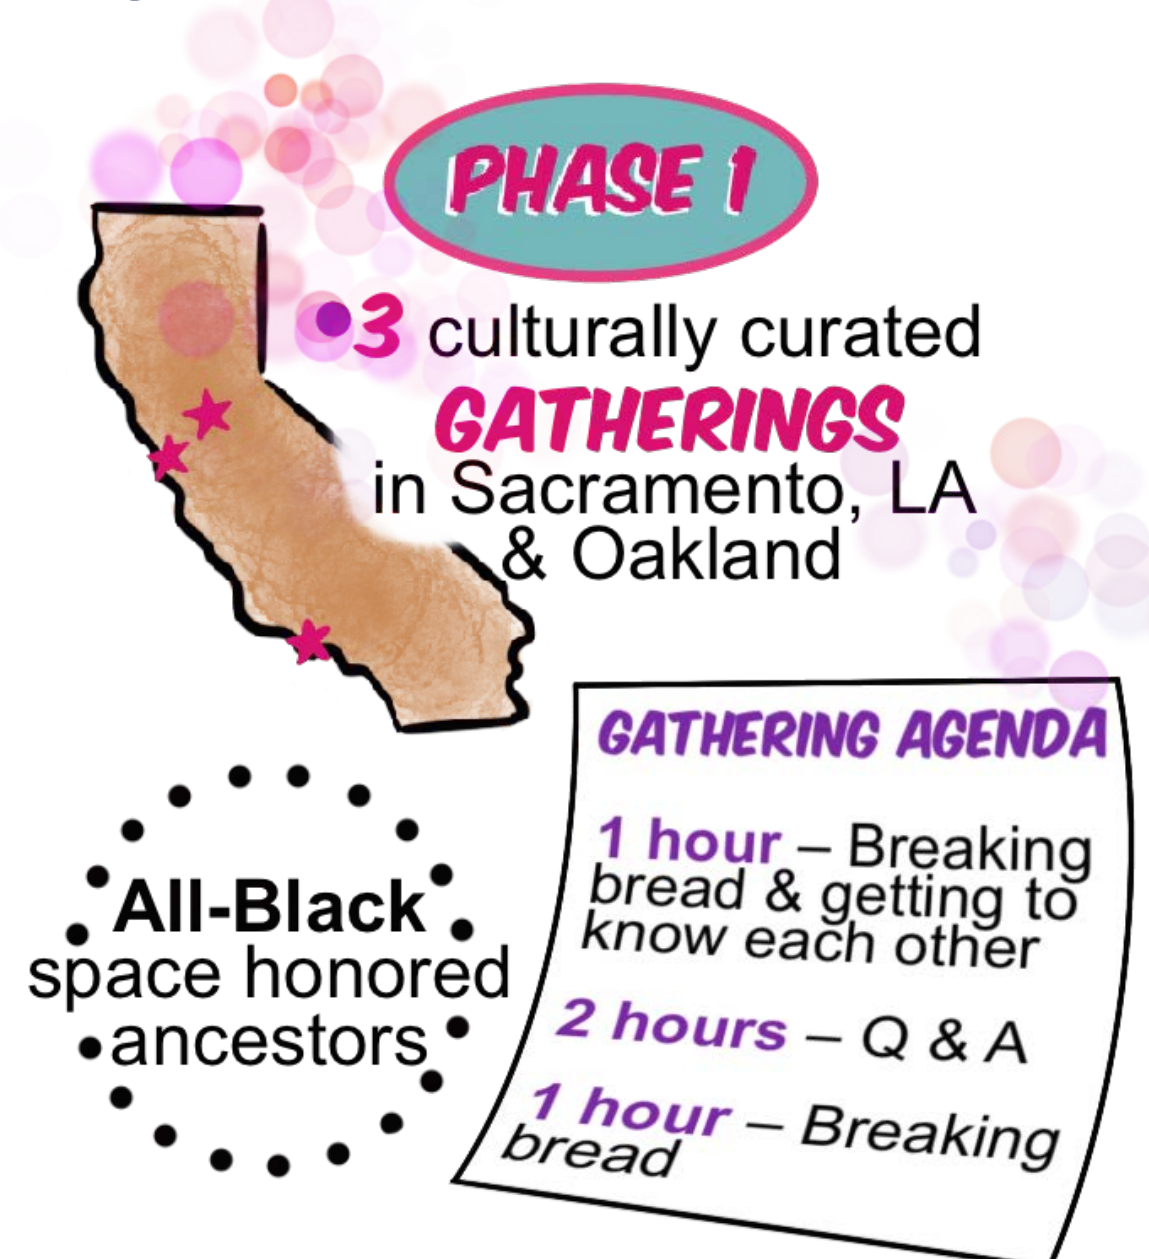 PHASE 1
3 culturally curated
GATHERINGS
in Sacramento, LA
& Oakland
GATHERING AGENDA
1 hour – Breaking
bread & getting to
know each other
2 hours – Q & A
1 hour – Breaking
bread
All-Black
space honored
ancestors